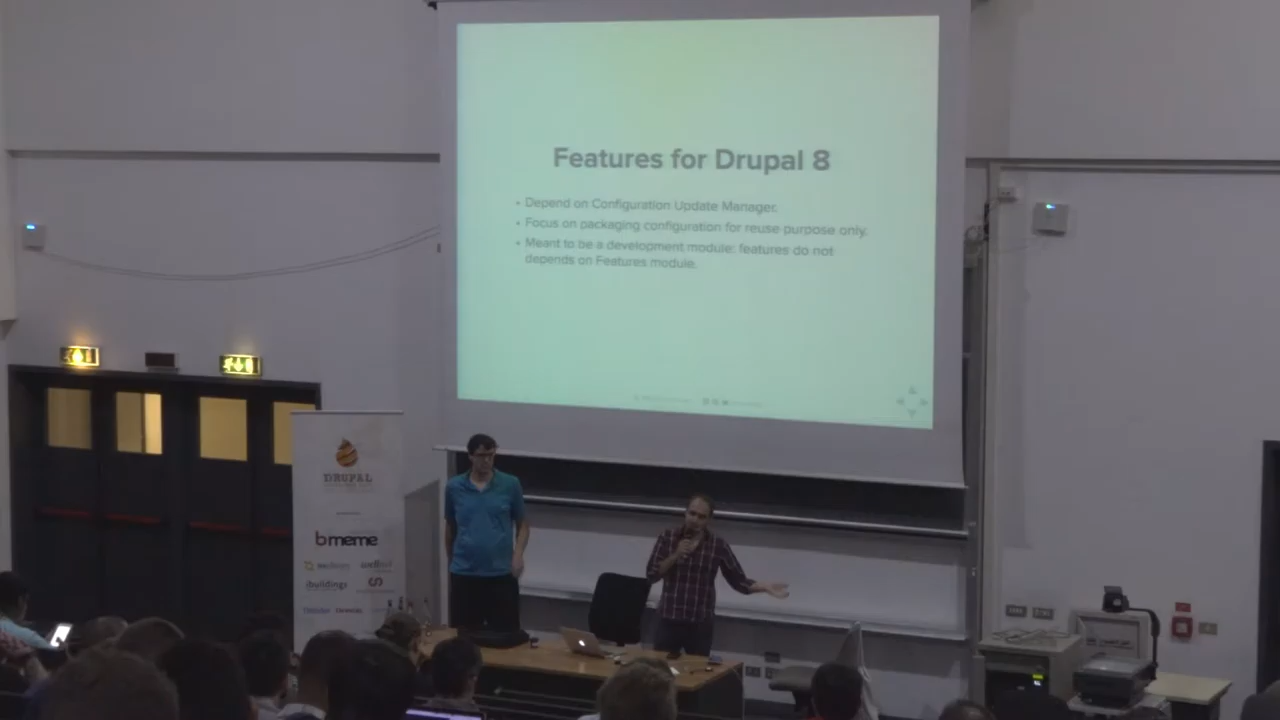 Features for Drupal 8
• Depend on Configuration Update Manager.
• Focus on packaging configuration for reuse purpose only.
• Meant to be a development module: features do not
depends on Features module.
DRUPAL
bmeme
ibuildings